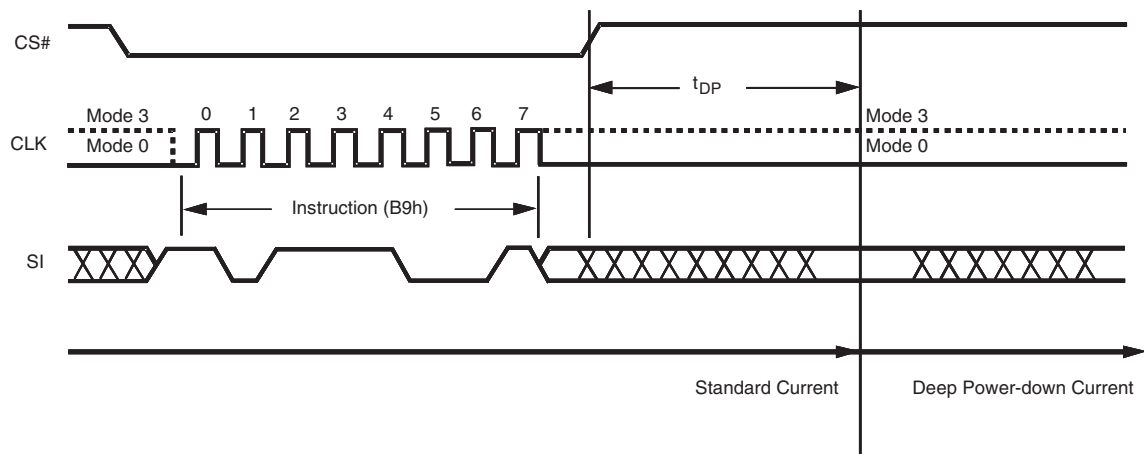 CS#
tDP
Mode 3
0 1 2 3 4 5 6 7
Mode 3
CLK
Mode 0
Mode 0
Instruction (B9h)
SI
Standard Current
Deep Power-down Current